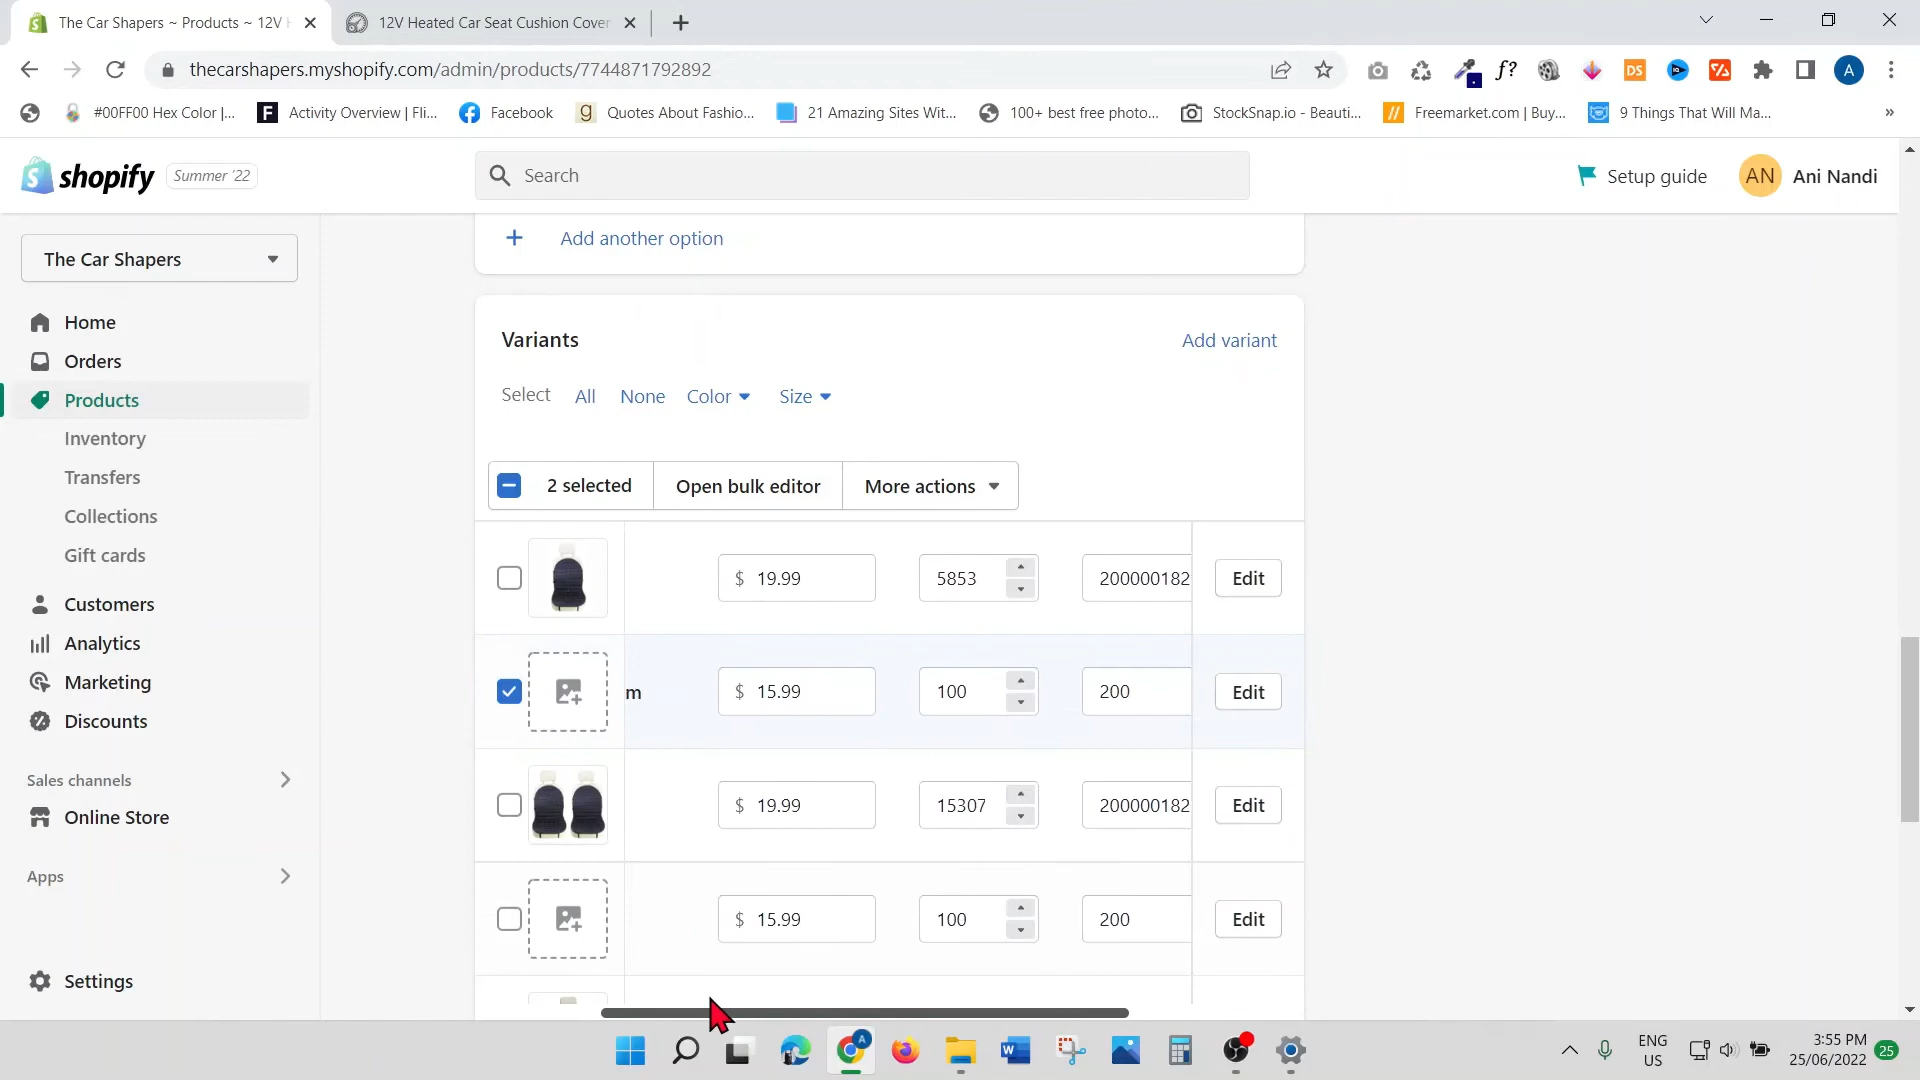 The Car Shapers ~ Products ~ 12V H
12V Heated Car Seat Cushion Cover
thecarshapers.myshopify.com/admin/products/7744871792892
f?
DS
A
#00FF00 Hex Color |...
Activity Overview | Fli...
Facebook
Quotes About Fashio...
21 Amazing Sites Wit...
100+ best free photo...
StockSnap.io - Beauti...
Freemarket.com | Buy...
9 Things That Will Ma...
»
shopify
Summer '22
Search
Setup guide
AN
Ani Nandi
The Car Shapers
Home
Orders
Products
Inventory
Transfers
Collections
Gift cards
Customers
Analytics
Marketing
Discounts
Sales channels
Online Store
Apps
Settings
+ Add another option
Variants
Add variant
Select All None Color Size
2 selected
Open bulk editor
More actions
$ 19.99 5853 200000182 Edit
m $ 15.99 100 200 Edit
$ 19.99 15307 200000182 Edit
$ 15.99 100 200 Edit
ENG
US
3:55 PM
25/06/2022
25